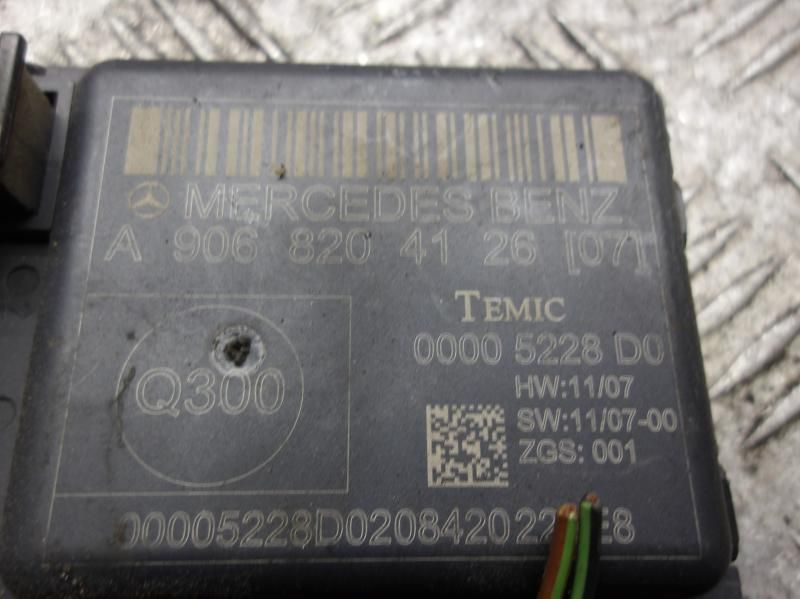 MERCEDES BENZ
A 906 820 41 26 [07]
TEMIC
0000 5228 D0
HW:11/07
SW:11/07-00
ZGS: 001
Q300